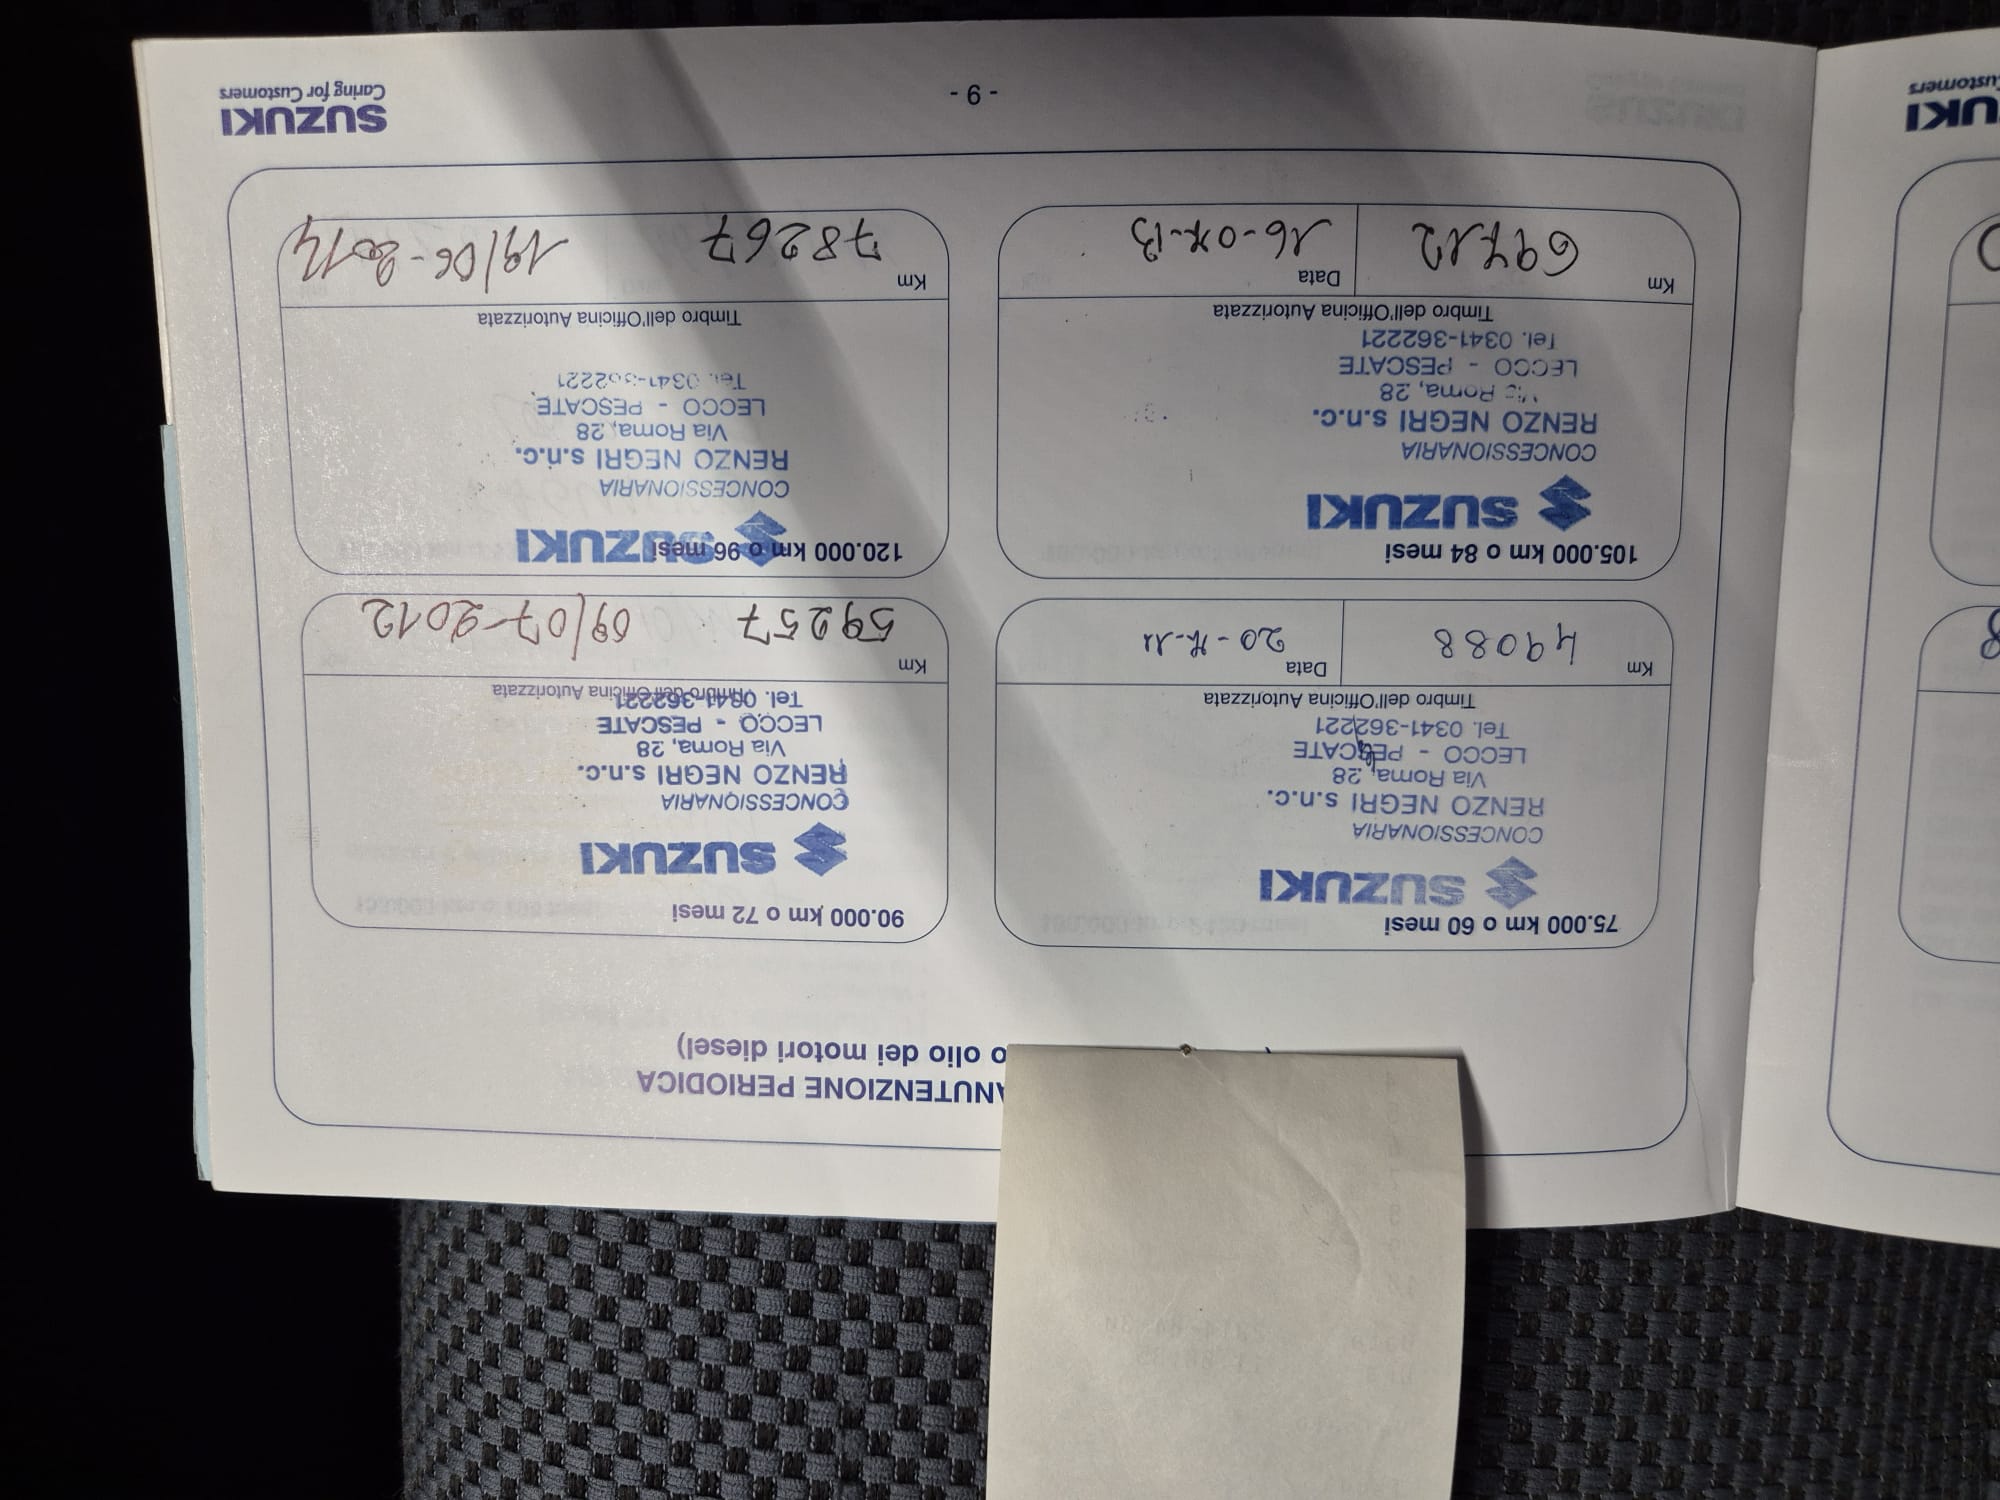 ANUTENZIONE PERIODICA
o olio dei motori diesel)
75.000 km o 60 mesi
SUZUKI
CONCESSIONARIA
RENZO NEGRI s.n.c.
Via Roma, 28
LECCO - PESCATE
Tel. 0341-362221
Timbro dell'Officina Autorizzata
Km 49088
Data
90.000 km o 72 mesi
SUZUKI
CONCESSIONARIA
RENZO NEGRI s.n.c.
Via Roma, 28
LECCO - PESCATE
Tel. 0341-362221
Timbro dell'Officina Autorizzata
Km 59257 09/07-2012
105.000 km o 84 mesi
SUZUKI
CONCESSIONARIA
RENZO NEGRI s.n.c.
Via Roma, 28
LECCO - PESCATE
Tel. 0341-362221
Timbro dell'Officina Autorizzata
Km 69712
Data 16-07-13
120.000 km o 96 mesi
SUZUKI
CONCESSIONARIA
RENZO NEGRI s.n.c.
Via Roma, 28
LECCO - PESCATE
Tel. 0341-362221
Timbro dell'Officina Autorizzata
Km 78267 19/06-2014
- 9 -
SUZUKI
Caring for Customers